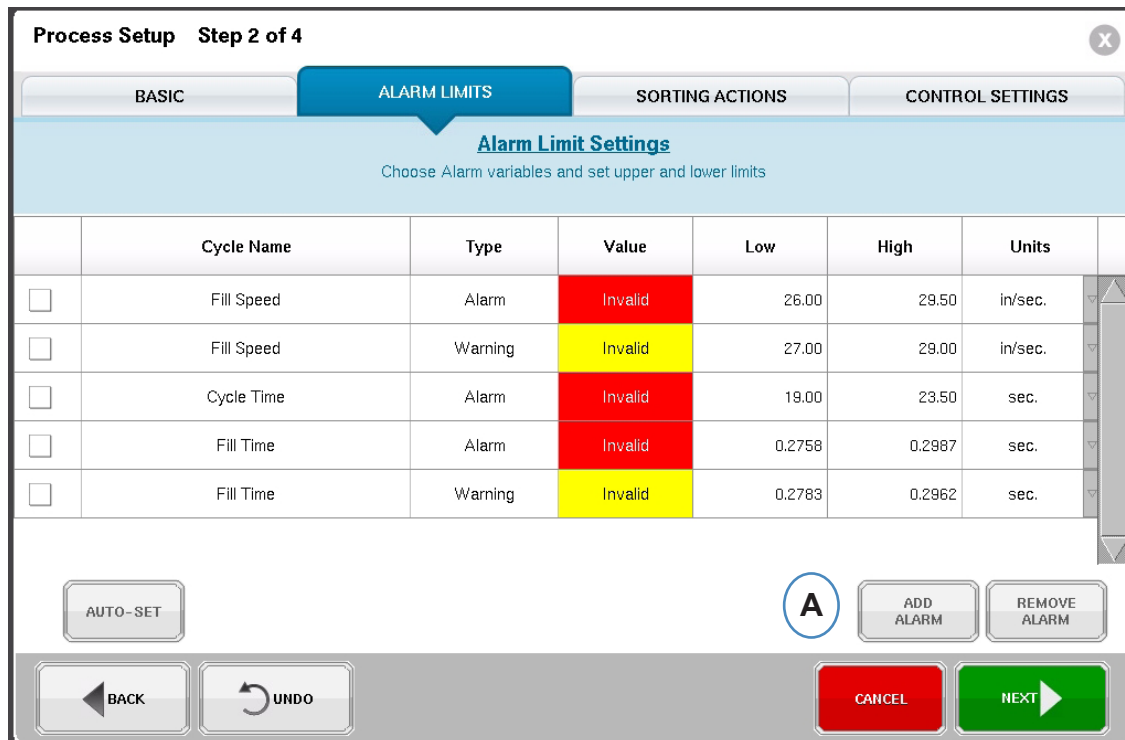 Process Setup Step 2 of 4
X
BASIC
ALARM LIMITS
SORTING ACTIONS
CONTROL SETTINGS
Alarm Limit Settings
Choose Alarm variables and set upper and lower limits
Cycle Name Type Value Low High Units
Fill Speed Alarm Invalid 26.00 29.50 in/sec.
Fill Speed Warning Invalid 27.00 29.00 in/sec.
Cycle Time Alarm Invalid 19.00 23.50 sec.
Fill Time Alarm Invalid 0.2758 0.2987 sec.
Fill Time Warning Invalid 0.2783 0.2962 sec.
AUTO-SET
A
ADD
ALARM
REMOVE
ALARM
BACK
UNDO
CANCEL
NEXT